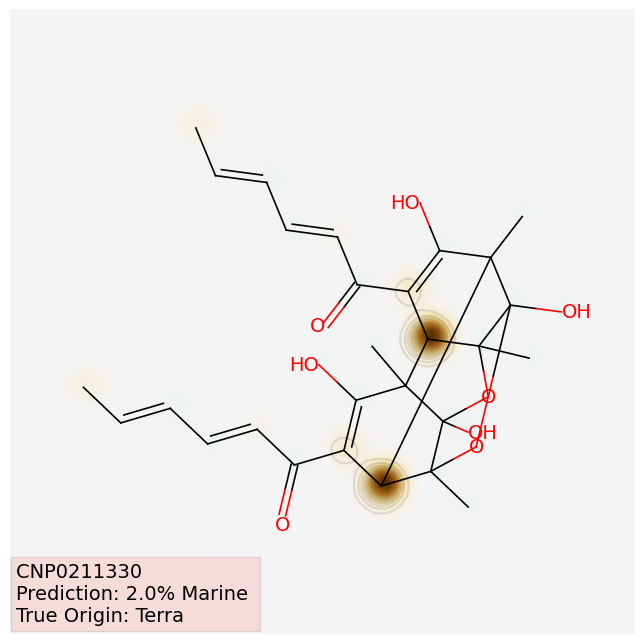 HO
O
OH
HO
O
OH
O
O
CNP0211330
Prediction: 2.0% Marine
True Origin: Terra